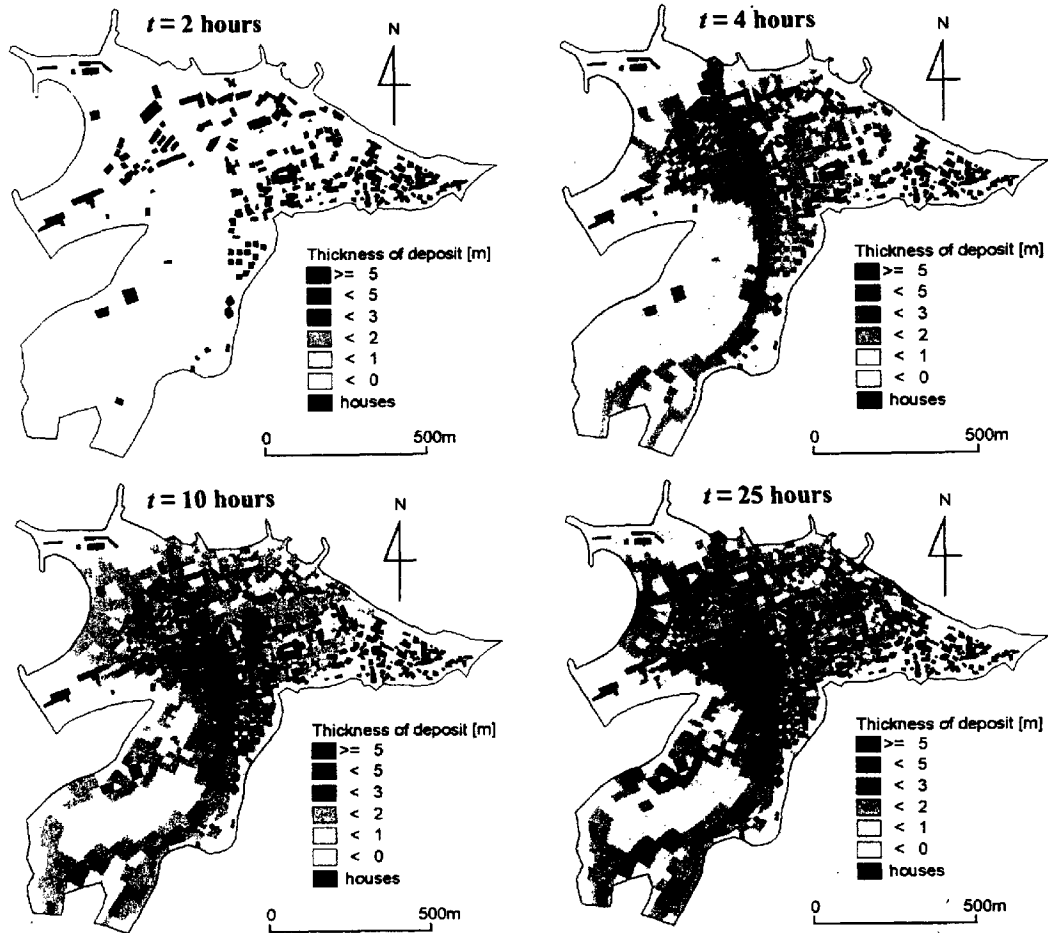 t = 2 hours
N
Thickness of deposit [m]
>= 5
< 5
< 3
< 2
< 1
< 0
houses
0 500m
t = 4 hours
N
Thickness of deposit [m]
>= 5
< 5
< 3
< 2
< 1
< 0
houses
0 500m
t = 10 hours
N
Thickness of deposit [m]
>= 5
< 5
< 3
< 2
< 1
< 0
houses
0 500m
t = 25 hours
N
Thickness of deposit [m]
>= 5
< 5
< 3
< 2
< 1
< 0
houses
0 500m